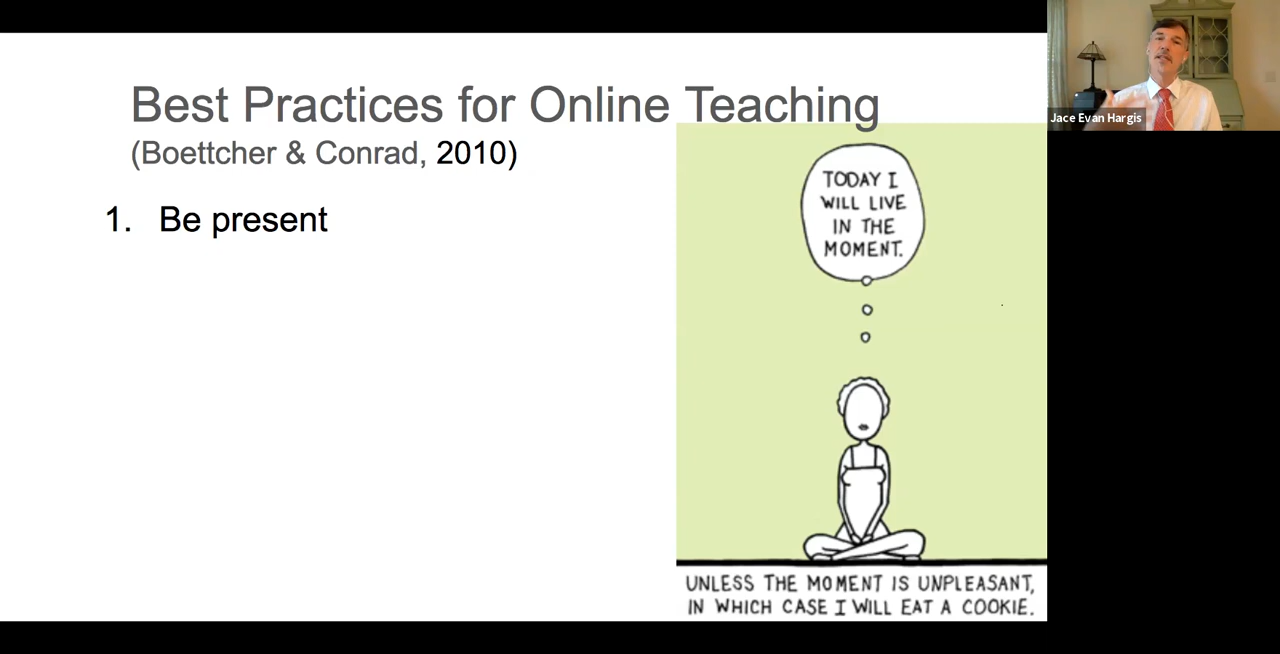 Best Practices for Online Teaching
(Boettcher & Conrad, 2010)
1. Be present
TODAY I
WILL LIVE
IN THE
MOMENT.
UNLESS THE MOMENT IS UNPLEASANT,
IN WHICH CASE I WILL EAT A COOKIE.
Jace Evan Hargis